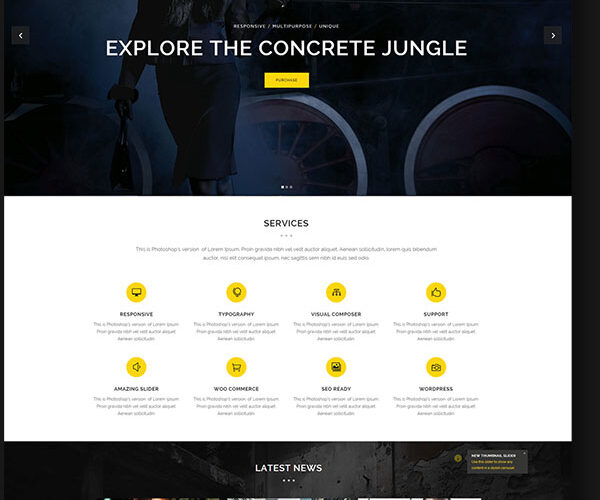 RESPONSIVE / MULTIPURPOSE / UNIQUE
EXPLORE THE CONCRETE JUNGLE
PURCHASE
SERVICES
This is Photoshop's version of Lorem Ipsum. Proin gravida nibh vel velit auctor aliquet. Aenean sollicitudin, lorem quis bibendum
auctor, nisi elit consequat ipsum, nec sagittis sem nibh id elit. Duis sed odio
RESPONSIVE
This is Photoshop's version of Lorem Ipsum
Proin gravida nibh vel velit auctor aliquet
Aenean sollicitudin
TYPOGRAPHY
This is Photoshop's version of Lorem Ipsum
Proin gravida nibh vel velit auctor aliquet
Aenean sollicitudin
VISUAL COMPOSER
This is Photoshop's version of Lorem Ipsum
Proin gravida nibh vel velit auctor aliquet
Aenean sollicitudin
SUPPORT
This is Photoshop's version of Lorem Ipsum
Proin gravida nibh vel velit auctor aliquet
Aenean sollicitudin
AMAZING SLIDER
This is Photoshop's version of Lorem Ipsum
Proin gravida nibh vel velit auctor aliquet
Aenean sollicitudin
WOO COMMERCE
This is Photoshop's version of Lorem Ipsum
Proin gravida nibh vel velit auctor aliquet
Aenean sollicitudin
SEO READY
This is Photoshop's version of Lorem Ipsum
Proin gravida nibh vel velit auctor aliquet
Aenean sollicitudin
WORDPRESS
This is Photoshop's version of Lorem Ipsum
Proin gravida nibh vel velit auctor aliquet
Aenean sollicitudin
NEW THUMBNAIL SLIDER
Use this slider to show any
content in a stylish carousel
LATEST NEWS